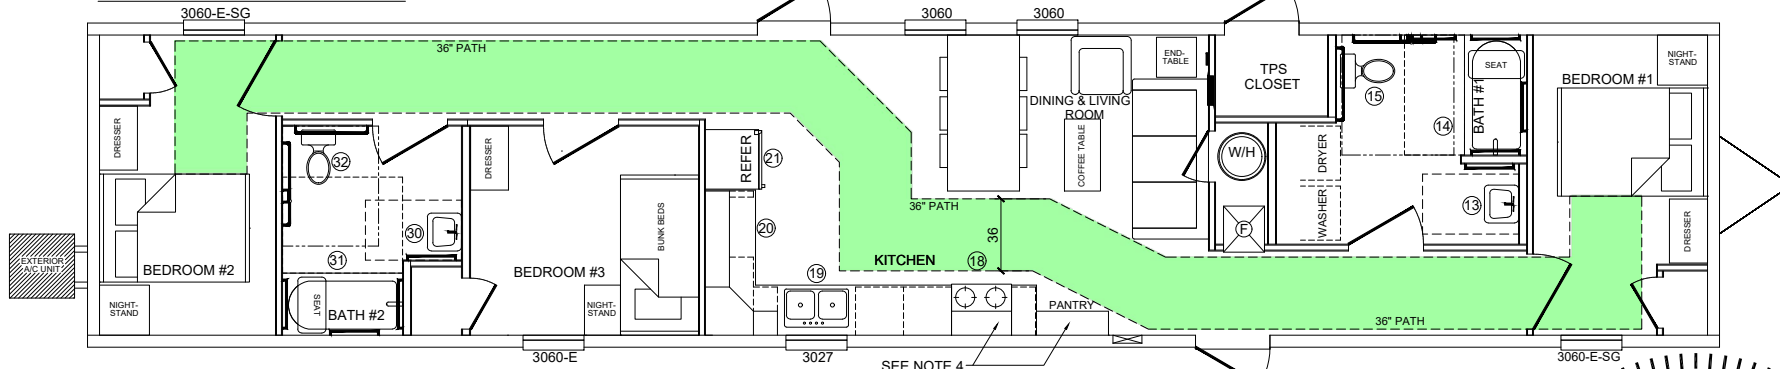 3060-E-SG
3060
3060
36" PATH
END-
TABLE
TPS
CLOSET
SEAT
NIGHT-
STAND
BEDROOM #1
15
BATH #1
DINING & LIVING
ROOM
14
DRESSER
32
DRESSER
REFER
21
COFFEE TABLE
W/H
DRYER
WASHER
13
DRESSER
36" PATH
36
30
BUNK BEDS
20
F
EXTERIOR
A/C UNIT
BEDROOM #2
31
BEDROOM #3
19
KITCHEN
18
NIGHT-
STAND
SEAT
BATH #2
NIGHT-
STAND
PANTRY
36" PATH
3060-E
3027
SEE NOTE 4
3060-E-SG